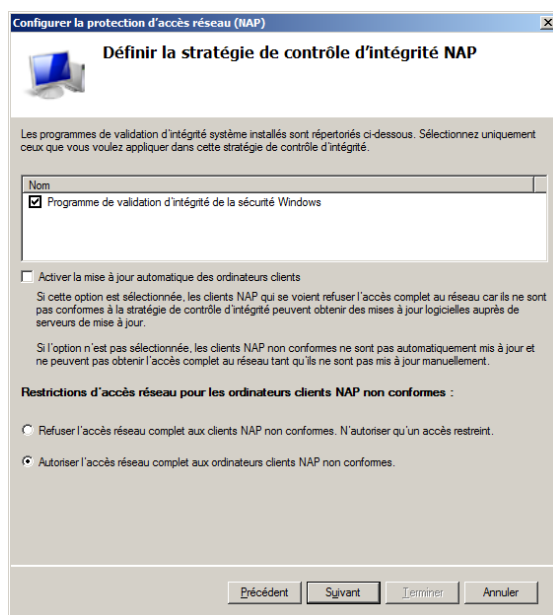 Configurer la protection d'accès réseau (NAP)
Définir la stratégie de contrôle d'intégrité NAP
Les programmes de validation d'intégrité système installés sont répertoriés ci-dessous. Sélectionnez uniquement
ceux que vous voulez appliquer dans cette stratégie de contrôle d'intégrité.
Nom
Programme de validation d'intégrité de la sécurité Windows
Activer la mise à jour automatique des ordinateurs clients
Si cette option est sélectionnée, les clients NAP qui se voient refuser l'accès complet au réseau car ils ne sont
pas conformes à la stratégie de contrôle d'intégrité peuvent obtenir des mises à jour logicielles auprès de
serveurs de mise à jour.
Si l'option n'est pas sélectionnée, les clients NAP non conformes ne sont pas automatiquement mis à jour et
ne peuvent pas obtenir l'accès complet au réseau tant qu'ils ne sont pas mis à jour manuellement.
Restrictions d'accès réseau pour les ordinateurs clients NAP non conformes :
Refuser l'accès réseau complet aux clients NAP non conformes. N'autoriser qu'un accès restreint.
Autoriser l'accès réseau complet aux ordinateurs clients NAP non conformes.
Précédent Suivant Terminer Annuler